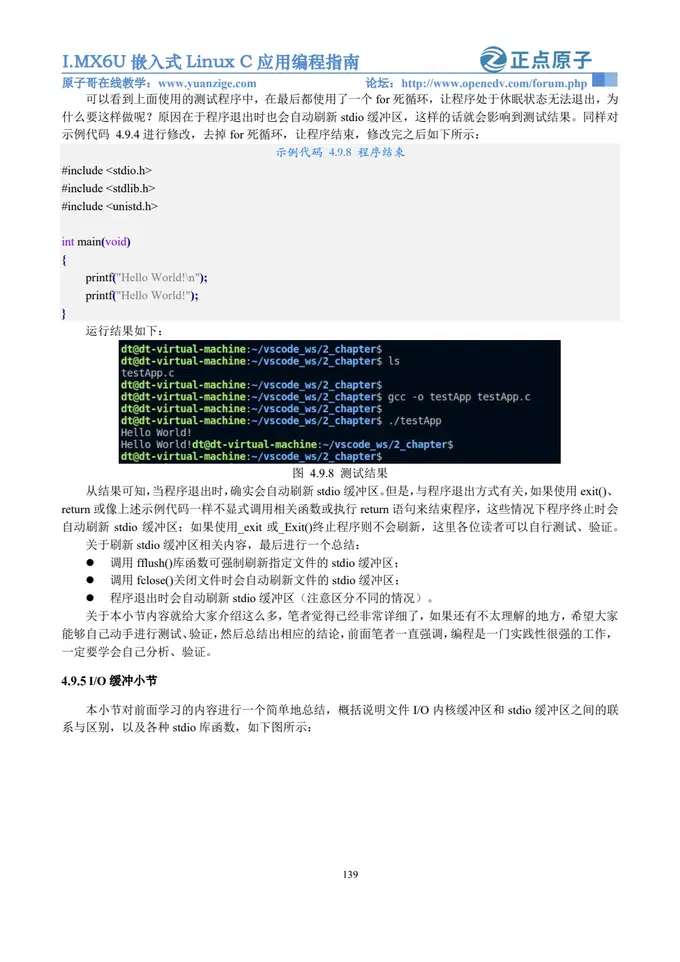 I.MX6U 嵌入式 Linux C 应用编程指南
正点原子
原子哥在线教学：www.yuanzige.com 论坛：http://www.openedv.com/forum.php
可以看到上面使用的测试程序中，在最后都使用了一个 for 死循环，让程序处于休眠状态无法退出，为
什么要这样做呢？原因在于程序退出时也会自动刷新 stdio 缓冲区，这样的话就会影响到测试结果。同样对
示例代码 4.9.4 进行修改，去掉 for 死循环，让程序结束，修改完之后如下所示：
示例代码 4.9.8 程序结束
#include <stdio.h>
#include <stdlib.h>
#include <unistd.h>
int main(void)
{
printf("Hello World!\n");
printf("Hello World!");
}
运行结果如下：
dt@dt-virtual-machine:~/vscode_ws/2_chapter$
dt@dt-virtual-machine:~/vscode_ws/2_chapter$ ls
testApp.c
dt@dt-virtual-machine:~/vscode_ws/2_chapter$
dt@dt-virtual-machine:~/vscode_ws/2_chapter$ gcc -o testApp testApp.c
dt@dt-virtual-machine:~/vscode_ws/2_chapter$
dt@dt-virtual-machine:~/vscode_ws/2_chapter$ ./testApp
Hello World!
Hello World!dt@dt-virtual-machine:~/vscode_ws/2_chapter$
dt@dt-virtual-machine:~/vscode_ws/2_chapter$
图 4.9.8 测试结果
从结果可知，当程序退出时，确实会自动刷新 stdio 缓冲区。但是，与程序退出方式有关，如果使用 exit()、
return 或像上述示例代码一样不显式调用相关函数或执行 return 语句来结束程序，这些情况下程序终止时会
自动刷新 stdio 缓冲区；如果使用_exit 或_Exit()终止程序则不会刷新，这里各位读者可以自行测试、验证。
关于刷新 stdio 缓冲区相关内容，最后进行一个总结：
● 调用 fflush()库函数可强制刷新指定文件的 stdio 缓冲区；
● 调用 fclose()关闭文件时会自动刷新文件的 stdio 缓冲区；
● 程序退出时会自动刷新 stdio 缓冲区（注意区分不同的情况）。
关于本小节内容就给大家介绍这么多，笔者觉得已经非常详细了，如果还有不太理解的地方，希望大家
能够自己动手进行测试、验证，然后总结出相应的结论，前面笔者一直强调，编程是一门实践性很强的工作，
一定要学会自己分析、验证。
4.9.5 I/O 缓冲小节
本小节对前面学习的内容进行一个简单地总结，概括说明文件 I/O 内核缓冲区和 stdio 缓冲区之间的联
系与区别，以及各种 stdio 库函数，如下图所示：
139